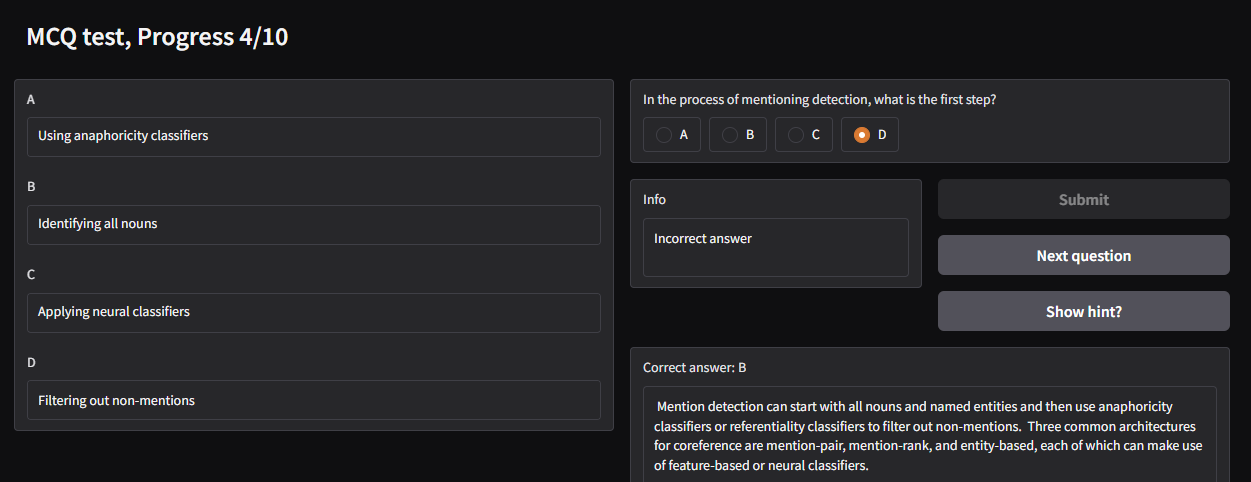 MCQ test, Progress 4/10
A
Using anaphoricity classifiers
B
Identifying all nouns
C
Applying neural classifiers
D
Filtering out non-mentions
In the process of mentioning detection, what is the first step?
A B C D
Info
Incorrect answer
Submit
Next question
Show hint?
Correct answer: B
Mention detection can start with all nouns and named entities and then use anaphoricity
classifiers or referentiality classifiers to filter out non-mentions. Three common architectures
for coreference are mention-pair, mention-rank, and entity-based, each of which can make use
of feature-based or neural classifiers.